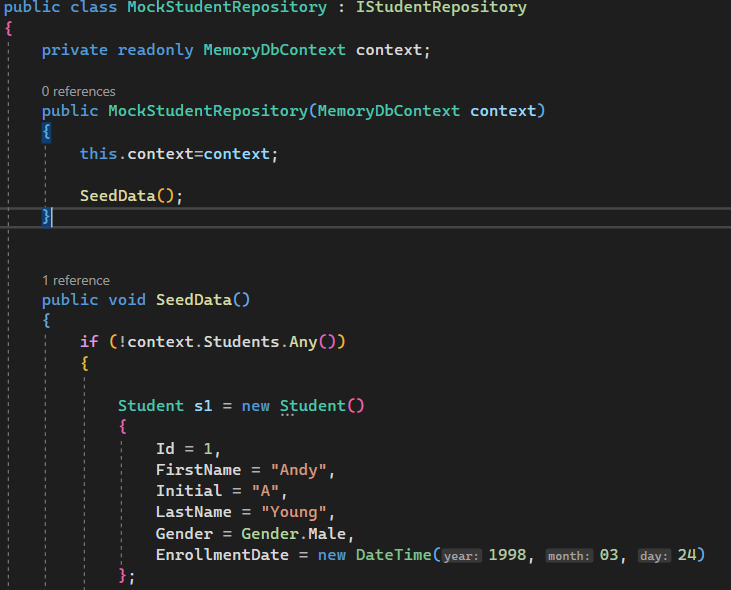 public class MockStudentRepository : IStudentRepository
{
private readonly MemoryDbContext context;
0 references
public MockStudentRepository(MemoryDbContext context)
{
this.context=context;
SeedData();
}
1 reference
public void SeedData()
{
if (!context.Students.Any())
{
Student s1 = new Student()
{
Id = 1,
FirstName = "Andy",
Initial = "A",
LastName = "Young",
Gender = Gender.Male,
EnrollmentDate = new DateTime(year: 1998, month: 03, day: 24)
};